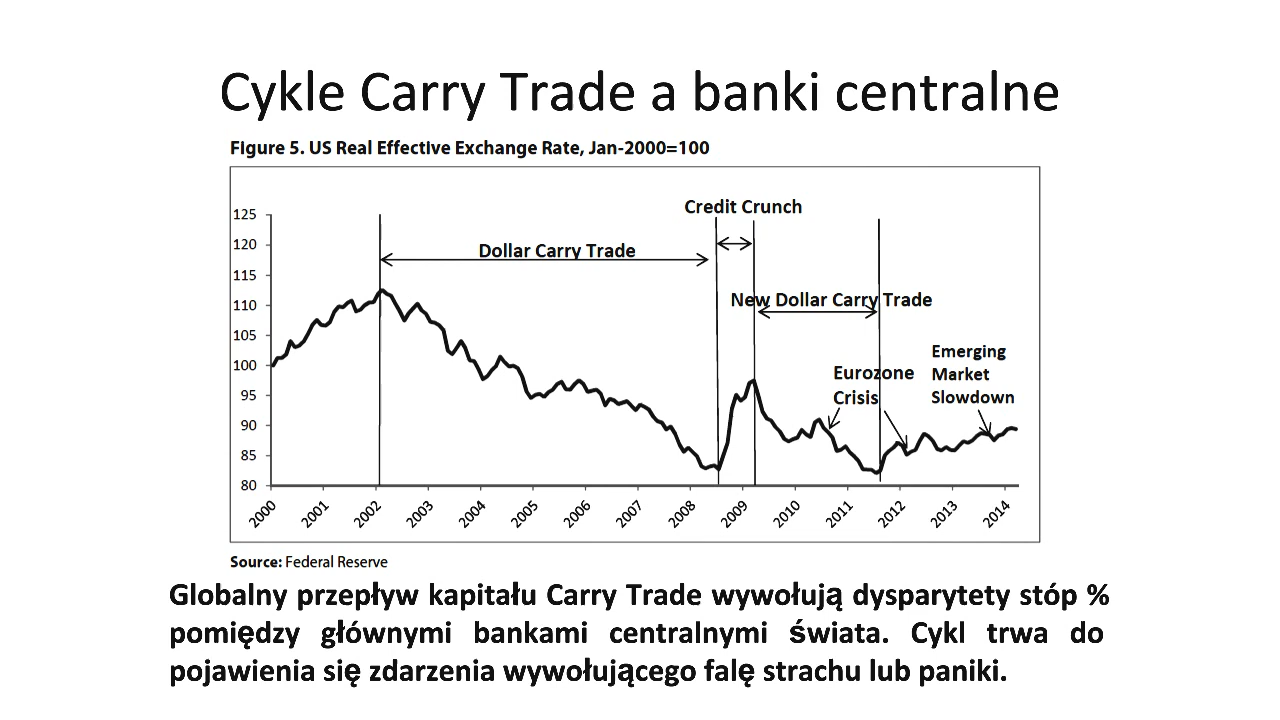 Cykle Carry Trade a banki centralne
Figure 5. US Real Effective Exchange Rate, Jan-2000=100
Credit Crunch
125
120
115
110
105
100
95
90
85
80
Dollar Carry Trade
New Dollar Carry Trade
Eurozone
Crisis
Emerging
Market
Slowdown
2000
2001
2002
2003
2004
2005
2006
2007
2008
2009
2010
2011
2012
2013
2014
Source: Federal Reserve
Globalny przepływ kapitału Carry Trade wywołują dysparytety stóp %
pomiędzy głównymi bankami centralnymi świata. Cykl trwa do
pojawienia się zdarzenia wywołującego falę strachu lub paniki.